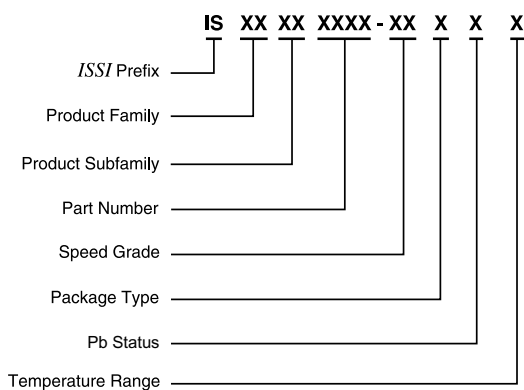 IS XX XX XXXX - XX X X X
ISSI Prefix
Product Family
Product Subfamily
Part Number
Speed Grade
Package Type
Pb Status
Temperature Range